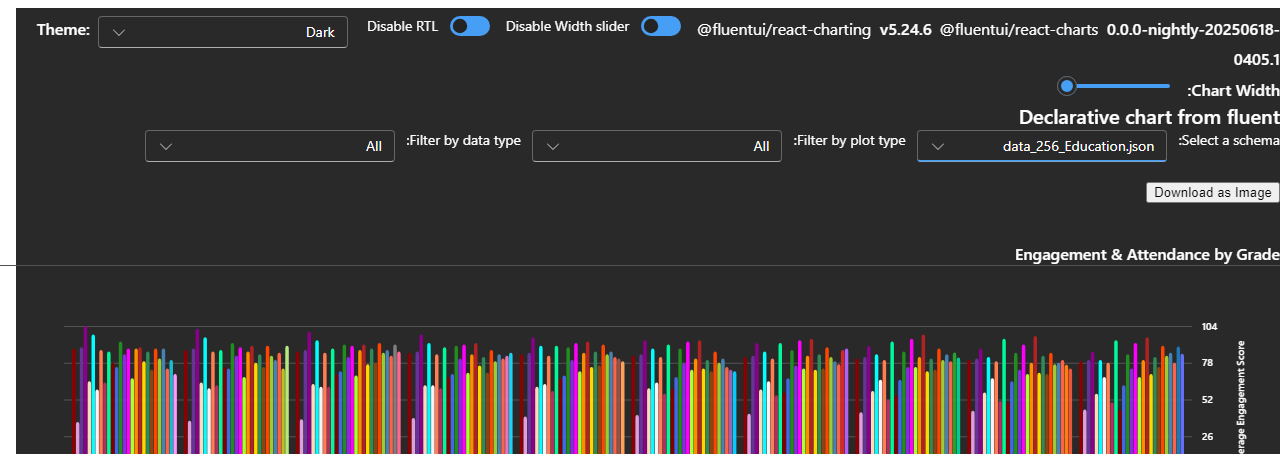 Theme: Dark Disable RTL Disable Width slider @fluentui/react-charting v5.24.6 @fluentui/react-charts 0.0.0-nightly-20250618-
0405.1
:Chart Width
Declarative chart from fluent
:Select a schema data_256_Education.json :Filter by plot type All :Filter by data type All
Download as Image
Engagement & Attendance by Grade
104
78
52
26
Engagement Score